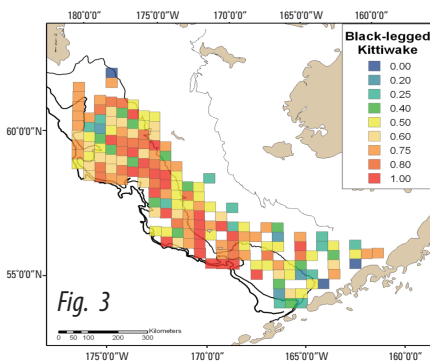 180°0'0"W 175°0'0"W 170°0'0"W 165°0'0"W
Black-legged
Kittiwake
0.00
0.20
0.25
0.40
0.50
0.60
0.75
0.80
1.00
60°0'0"N
60°0'0"N
55°0'0"N
55°0'0"N
Fig. 3
Kilometers
0 50 100 200 300
175°0'0"W 170°0'0"W 165°0'0"W